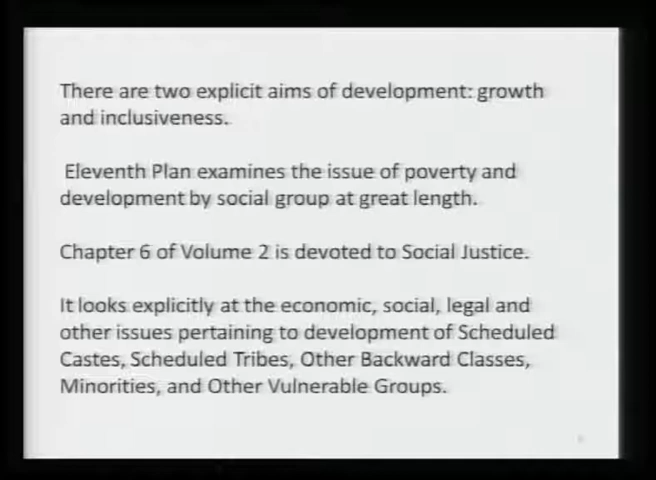 There are two explicit aims of development: growth
and inclusiveness.
Eleventh Plan examines the issue of poverty and
development by social group at great length.
Chapter 6 of Volume 2 is devoted to Social Justice.
It looks explicitly at the economic, social, legal and
other issues pertaining to development of Scheduled
Castes, Scheduled Tribes, Other Backward Classes,
Minorities, and Other Vulnerable Groups.